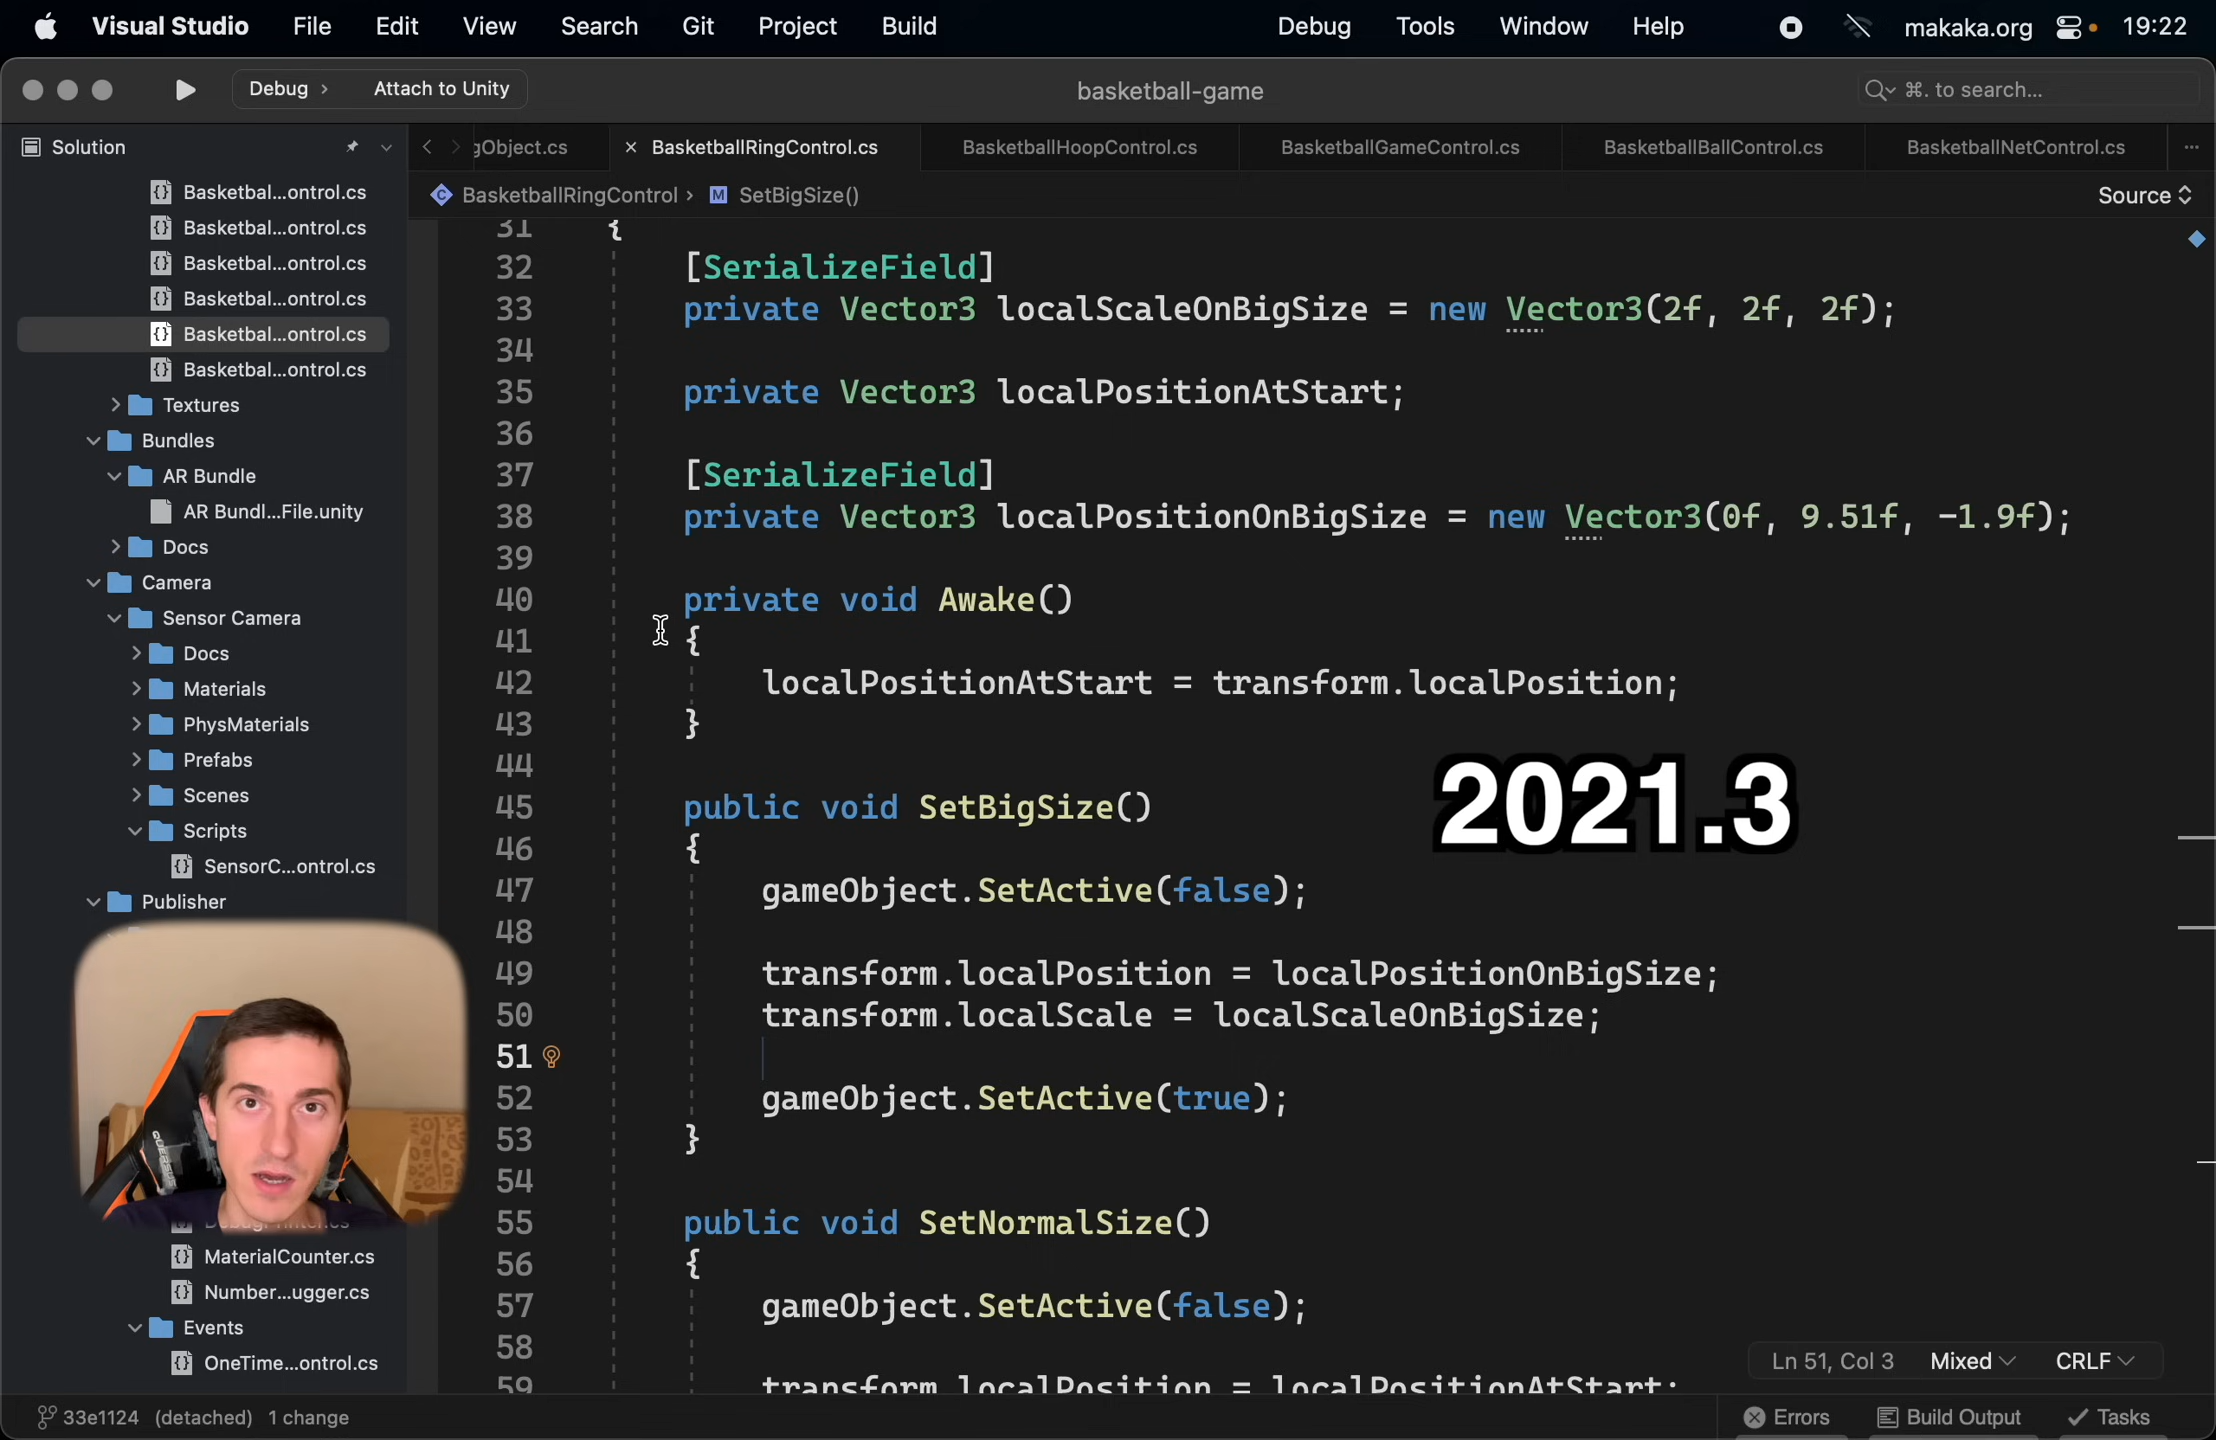 Visual Studio File Edit View Search Git Project Build Debug Tools Window Help makaka.org 19:22
Debug › Attach to Unity basketball-game ⌘. to search...
Solution
gObject.cs × BasketballRingControl.cs BasketballHoopControl.cs BasketballGameControl.cs BasketballBallControl.cs BasketballNetControl.cs ...
BasketballRingControl › M SetBigSize() Source
Basketbal...ontrol.cs
Basketbal...ontrol.cs
Basketbal...ontrol.cs
Basketbal...ontrol.cs
Basketbal...ontrol.cs
Basketbal...ontrol.cs
Textures
Bundles
AR Bundle
AR Bundl...File.unity
Docs
Camera
Sensor Camera
Docs
Materials
PhysMaterials
Prefabs
Scenes
Scripts
SensorC...ontrol.cs
Publisher
MaterialCounter.cs
Number...ugger.cs
Events
OneTime...ontrol.cs
31 {
32 [SerializeField]
33 private Vector3 localScaleOnBigSize = new Vector3(2f, 2f, 2f);
34
35 private Vector3 localPositionAtStart;
36
37 [SerializeField]
38 private Vector3 localPositionOnBigSize = new Vector3(0f, 9.51f, -1.9f);
39
40 private void Awake()
41 {
42 localPositionAtStart = transform.localPosition;
43 }
44
45 public void SetBigSize()
46 {
47 gameObject.SetActive(false);
48
49 transform.localPosition = localPositionOnBigSize;
50 transform.localScale = localScaleOnBigSize;
51
52 gameObject.SetActive(true);
53 }
54
55 public void SetNormalSize()
56 {
57 gameObject.SetActive(false);
58
59 transform.localPosition = localPositionAtStart;
2021.3
Ln 51, Col 3 Mixed CRLF
33e1124 (detached) 1 change Errors Build Output Tasks